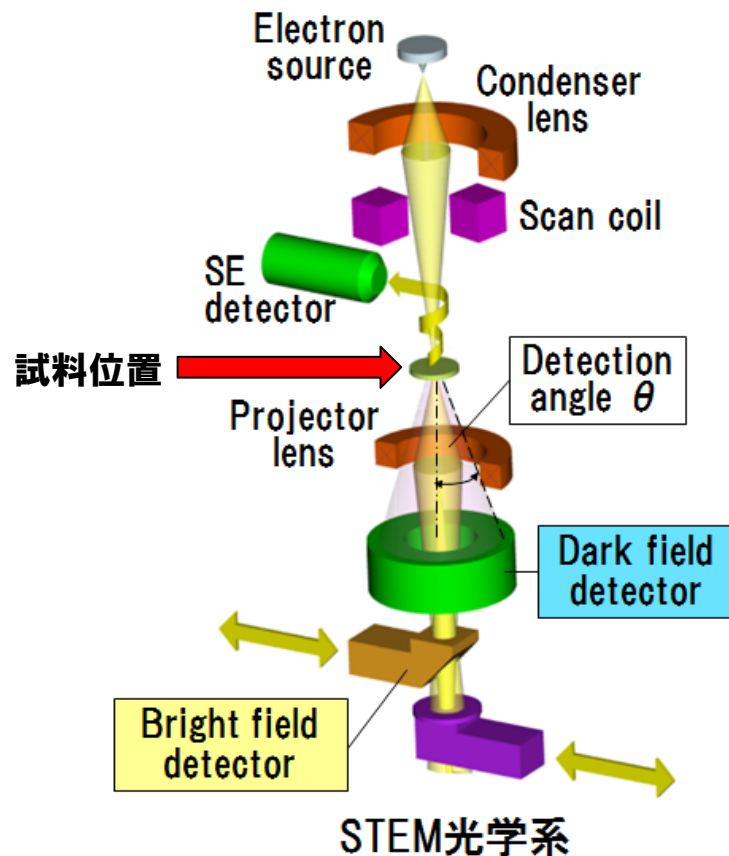 Electron
source
Condenser
lens
Scan coil
SE
detector
試料位置
Detection
angle θ
Projector
lens
Dark field
detector
Bright field
detector
STEM光学系